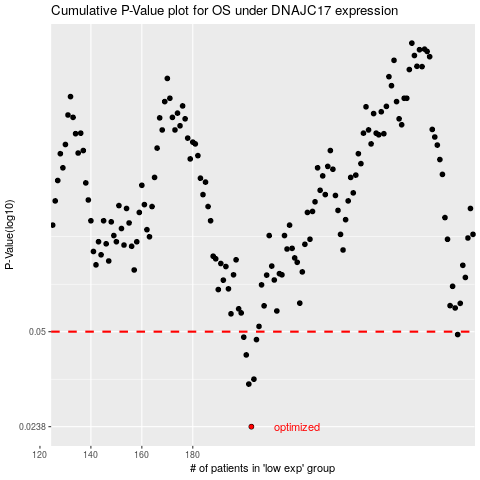 Cumulative P-Value plot for OS under DNAJC17 expression
P-Value(log10)
0.05
0.0238
optimized
120 140 160 180
# of patients in 'low exp' group